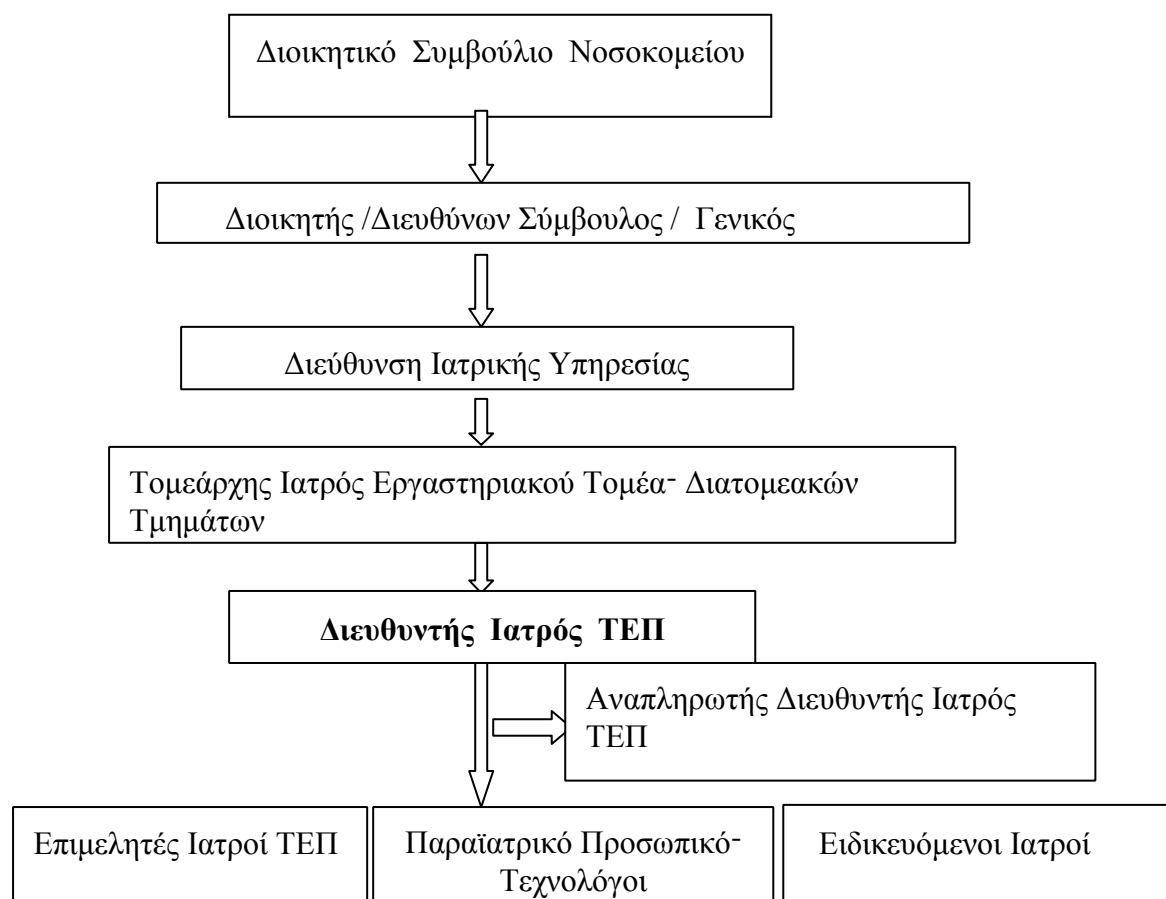 Διοικητικό Συμβούλιο Νοσοκομείου
Διοικητής /Διευθύνων Σύμβουλος / Γενικός
Διεύθυνση Ιατρικής Υπηρεσίας
Τομεάρχης Ιατρός Εργαστηριακού Τομέα- Διατομεακών
Τμημάτων
Διευθυντής Ιατρός ΤΕΠ
Αναπληρωτής Διευθυντής Ιατρός
ΤΕΠ
Επιμελητές Ιατροί ΤΕΠ
Παραϊατρικό Προσωπικό-
Τεχνολόγοι
Ειδικευόμενοι Ιατροί